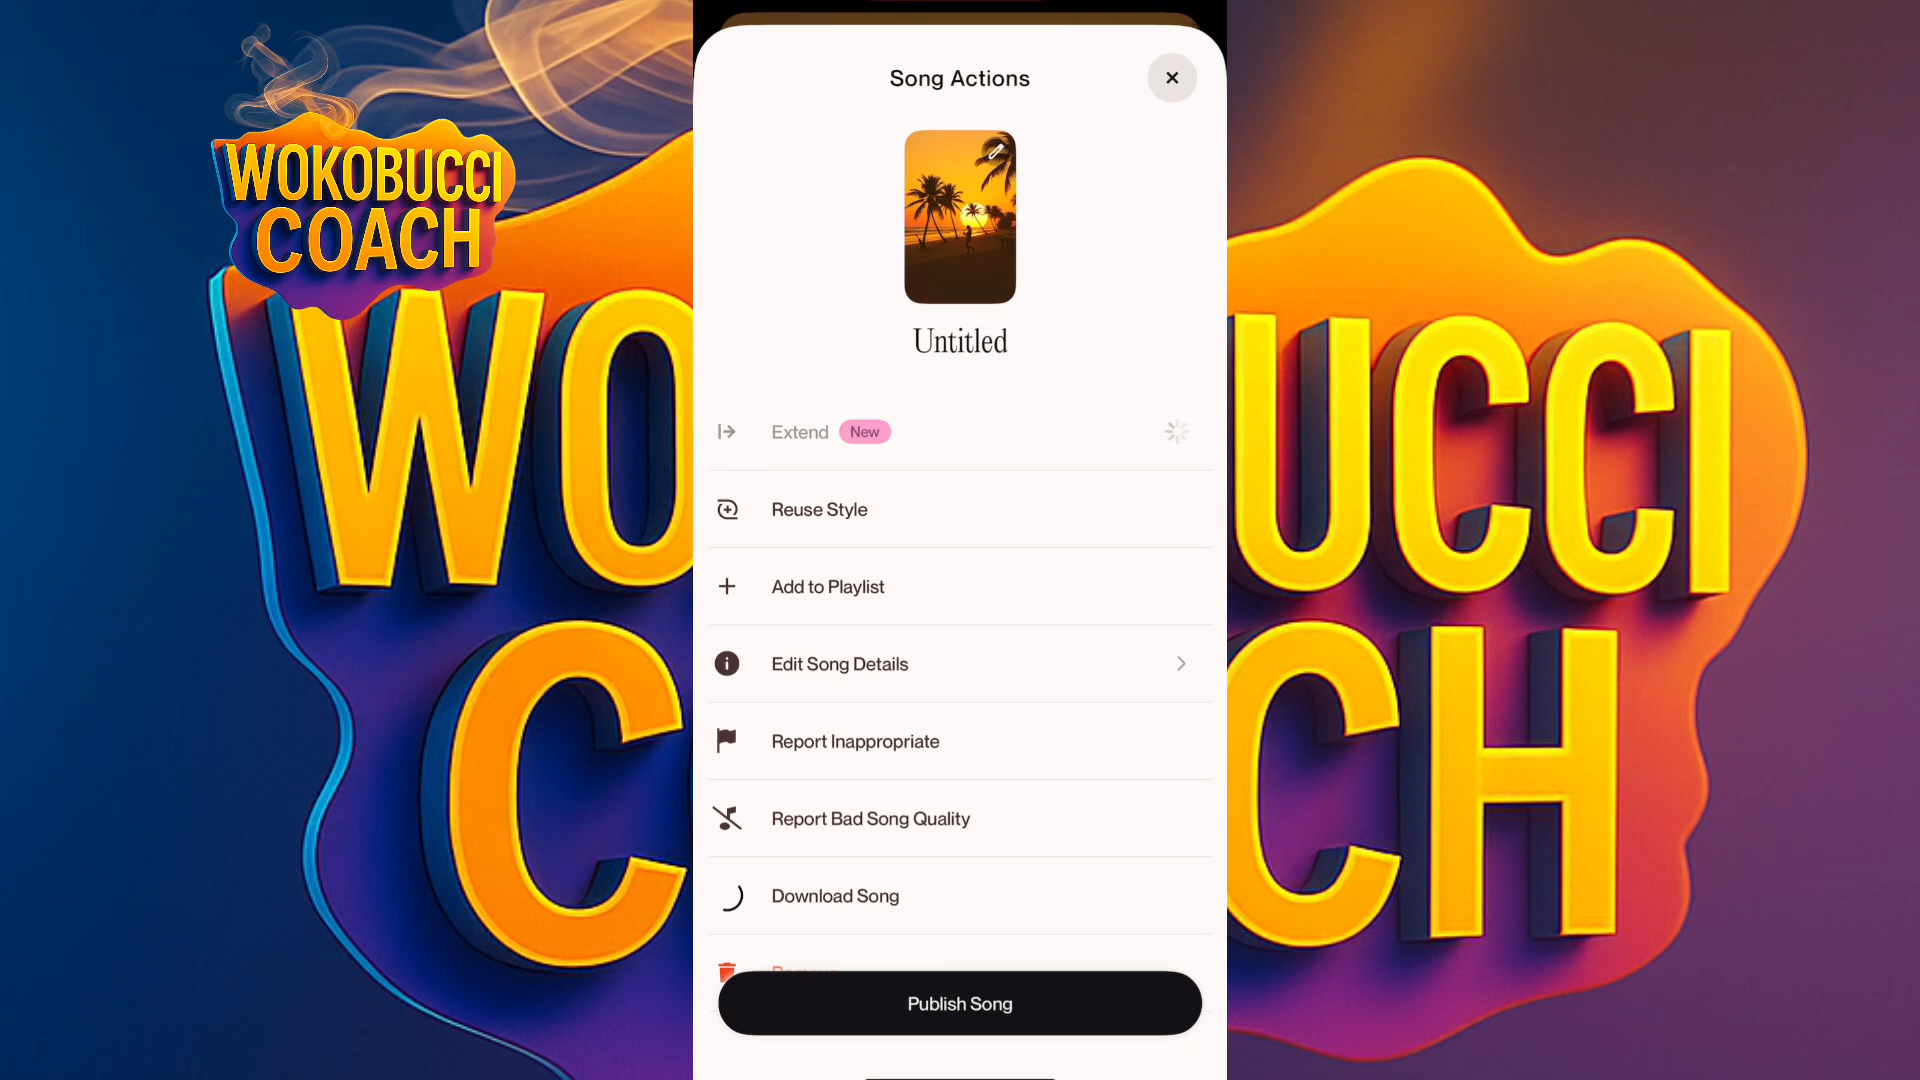 WOKOBUCCI
COACH
WO
UCCI
C
CH
Song Actions
Untitled
Extend New
Reuse Style
Add to Playlist
Edit Song Details
Report Inappropriate
Report Bad Song Quality
Download Song
Publish Song